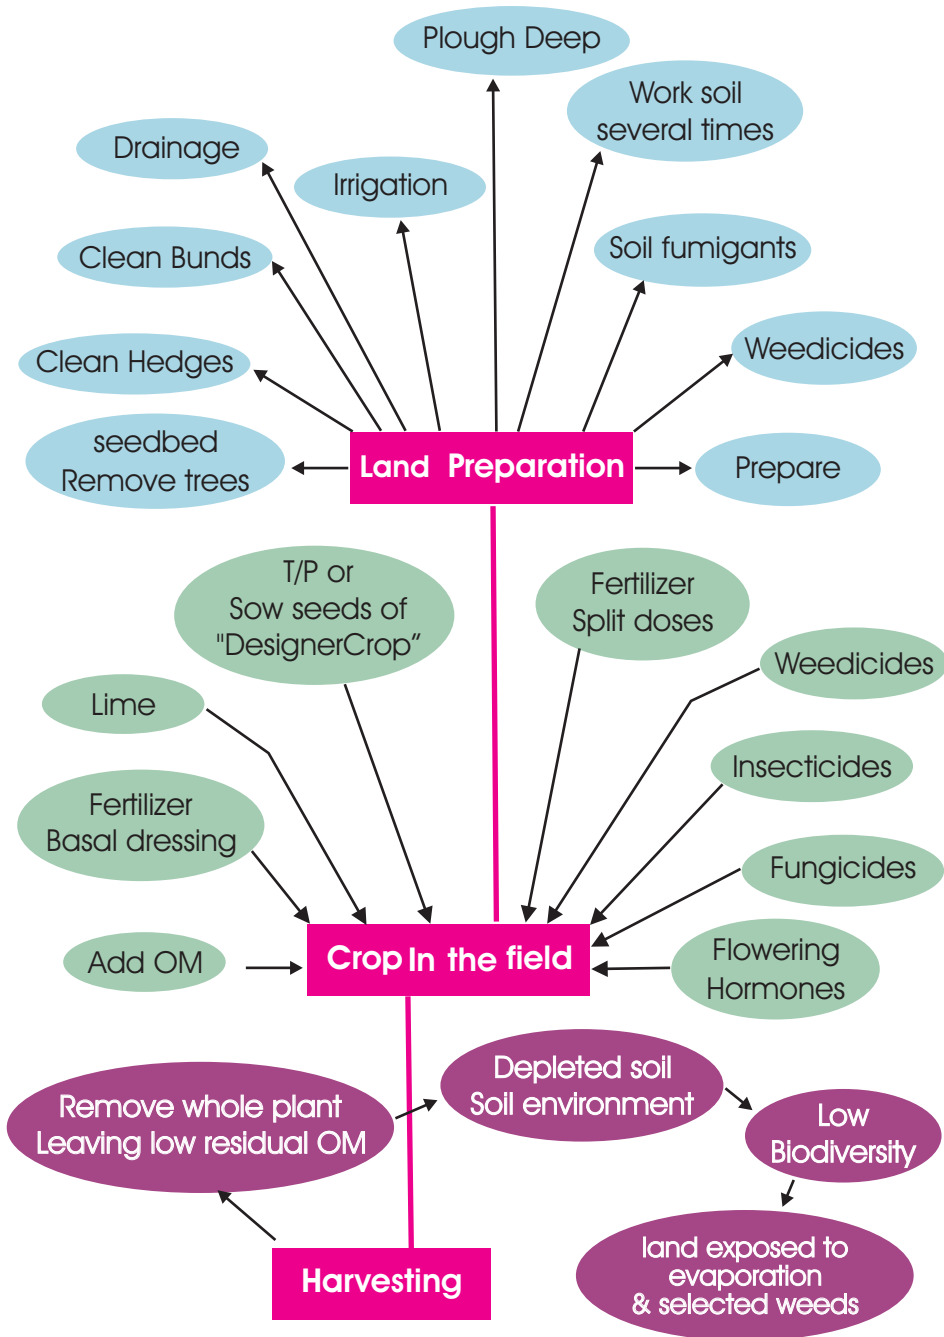 Plough Deep
Work soil
several times
Drainage
Irrigation
Clean Bunds
Soil fumigants
Clean Hedges
Weedicides
seedbed
Remove trees
Land Preparation
Prepare
T/P or
Sow seeds of
"DesignerCrop”
Fertilizer
Split doses
Weedicides
Lime
Insecticides
Fertilizer
Basal dressing
Fungicides
Add OM
Crop In the field
Flowering
Hormones
Remove whole plant
Leaving low residual OM
Depleted soil
Soil environment
Low
Biodiversity
land exposed to
evaporation
& selected weeds
Harvesting